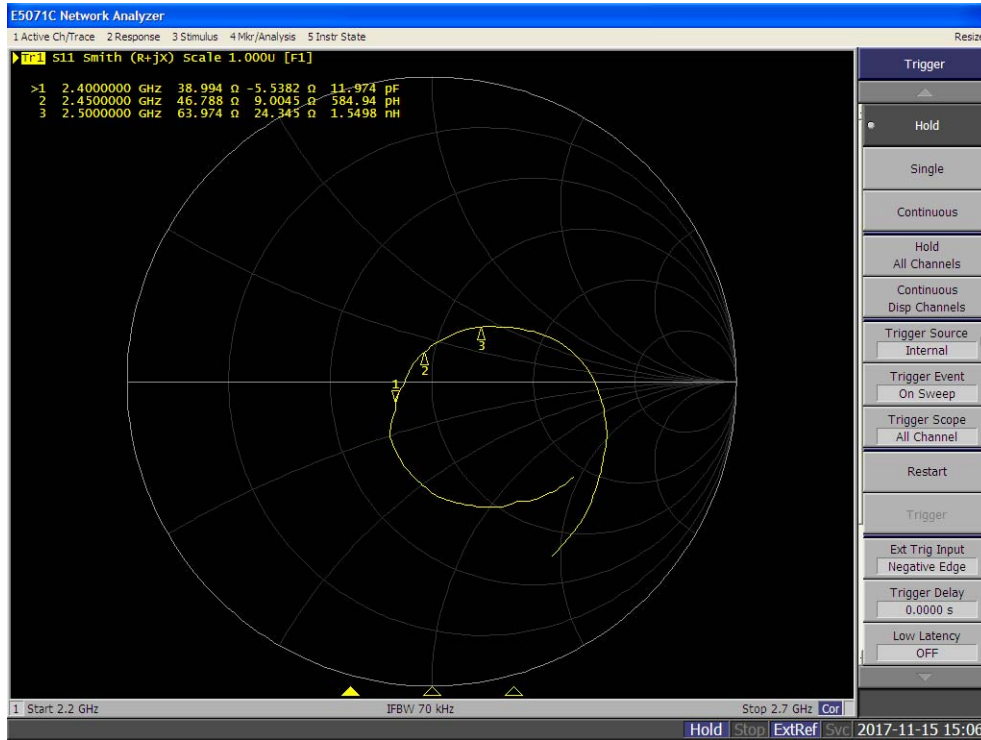 E5071C Network Analyzer
1 Active Ch/Trace 2 Response 3 Stimulus 4 Mkr/Analysis 5 Instr State
Resize
Tr1 S11 Smith (R+jX) Scale 1.000U [F1]
>1 2.4000000 GHz 38.994 Ω -5.5382 Ω 11.974 pF
2 2.4500000 GHz 46.788 Ω 9.0045 Ω 584.94 pH
3 2.5000000 GHz 63.974 Ω 24.345 Ω 1.5498 nH
1
2
3
Trigger
Hold
Single
Continuous
Hold
All Channels
Continuous
Disp Channels
Trigger Source
Internal
Trigger Event
On Sweep
Trigger Scope
All Channel
Restart
Trigger
Ext Trig Input
Negative Edge
Trigger Delay
0.0000 s
Low Latency
OFF
1 Start 2.2 GHz
IFBW 70 kHz
Stop 2.7 GHz Cor
Hold Stop ExtRef Svc 2017-11-15 15:06